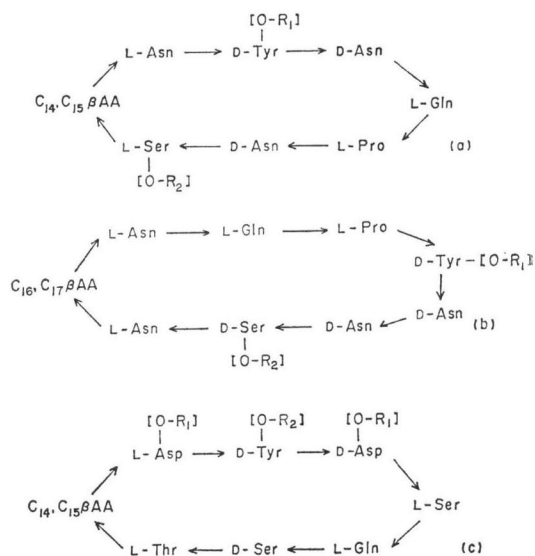 [O-R₁]
L-Asn → D-Tyr → D-Asn
C₁₄, C₁₅ βAA
L-Gln
L-Ser ← D-Asn ← L-Pro (a)
[O-R₂]
L-Asn → L-Gln → L-Pro
D-Tyr-[O-R₁]
C₁₆, C₁₇ βAA
L-Asn ← D-Ser ← D-Asn ← D-Asn (b)
[O-R₂]
[O-R₁] [O-R₂] [O-R₁]
L-Asp → D-Tyr → D-Asp
C₁₄, C₁₅ βAA
L-Ser
L-Thr ← D-Ser ← L-Gln (c)